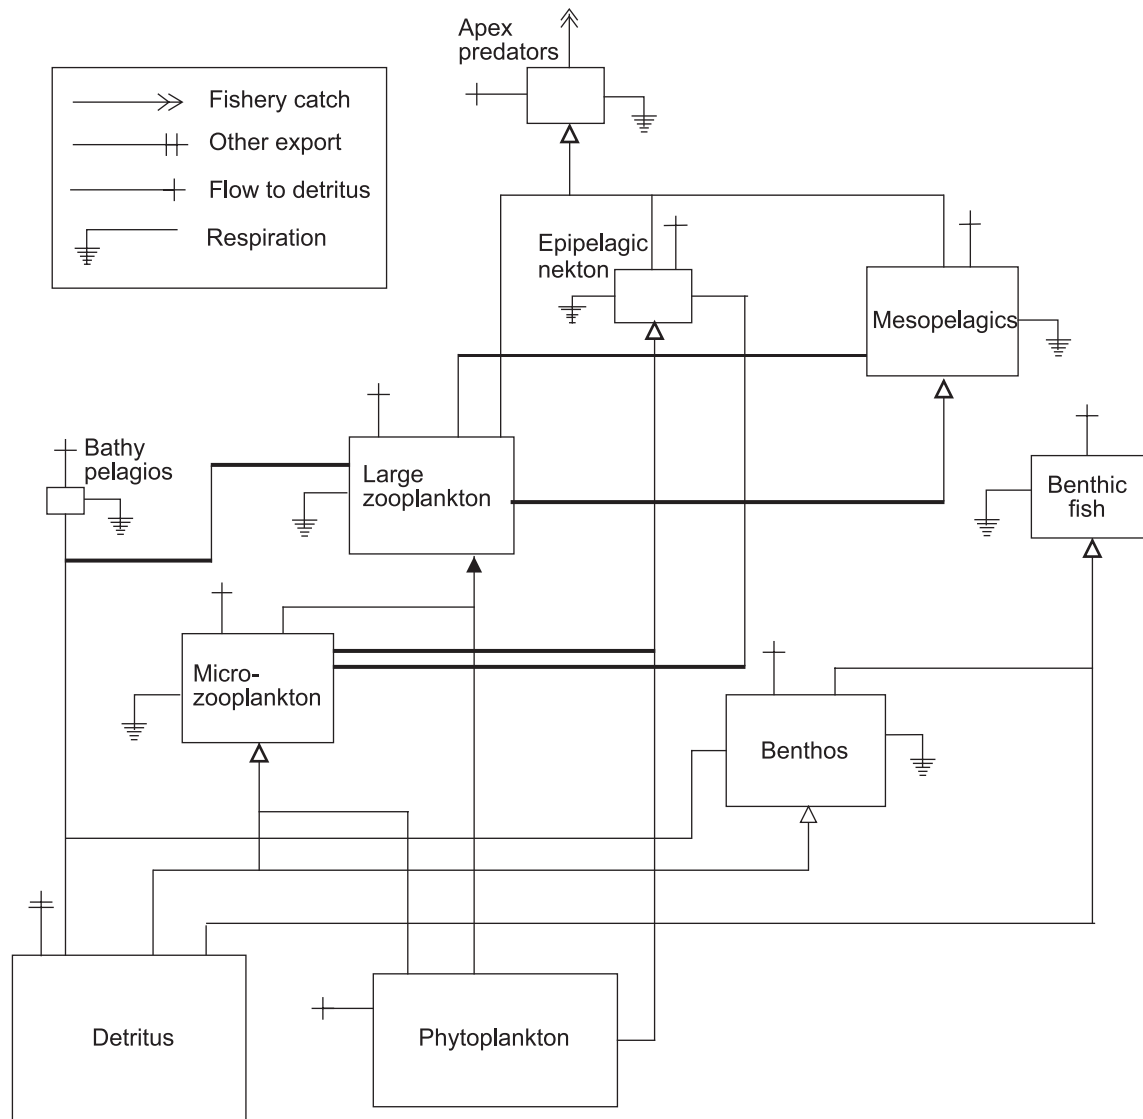 Apex
predators
Fishery catch
Other export
Flow to detritus
Respiration
Epipelagic
nekton
Mesopelagics
Bathy
pelagios
Large
zooplankton
Benthic
fish
Micro-
zooplankton
Benthos
Detritus
Phytoplankton